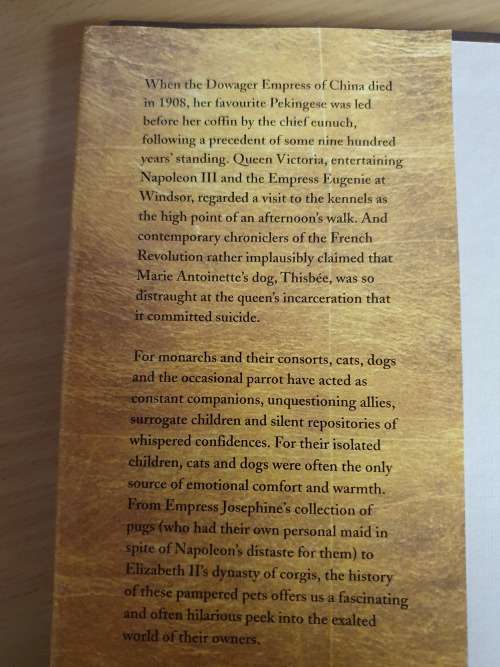 When the Dowager Empress of China died
in 1908, her favourite Pekingese was led
before her coffin by the chief eunuch,
following a precedent of some nine hundred
years' standing. Queen Victoria, entertaining
Napoleon III and the Empress Eugenie at
Windsor, regarded a visit to the kennels as
the high point of an afternoon's walk. And
contemporary chroniclers of the French
Revolution rather implausibly claimed that
Marie Antoinette's dog, Thisbée, was so
distraught at the queen's incarceration that
it committed suicide.
For monarchs and their consorts, cats, dogs
and the occasional parrot have acted as
constant companions, unquestioning allies,
surrogate children and silent repositories of
whispered confidences. For their isolated
children, cats and dogs were often the only
source of emotional comfort and warmth.
From Empress Josephine's collection of
pugs (who had their own personal maid in
spite of Napoleon's distaste for them) to
Elizabeth II's dynasty of corgis, the history
of these pampered pets offers us a fascinating
and often hilarious peek into the exalted
world of their owners.